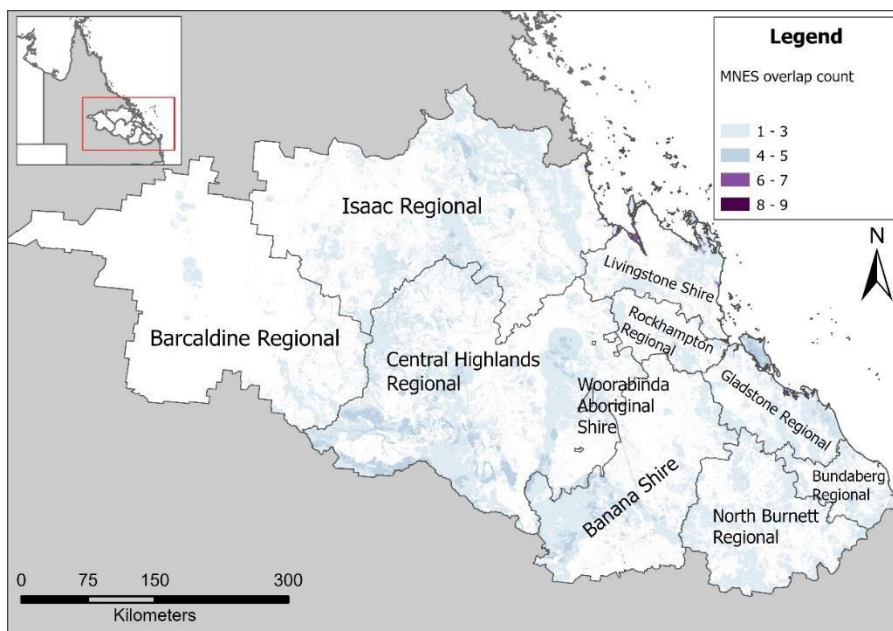 Legend
MNES overlap count
1 - 3
4 - 5
6 - 7
8 - 9
N
Isaac Regional
Livingstone Shire
Barcaldine Regional
Rockhampton
Regional
Central Highlands
Regional
Woorabinda
Aboriginal
Shire
Gladstone Regional
Banana Shire
Bundaberg
Regional
North Burnett
Regional
0 75 150 300
Kilometers